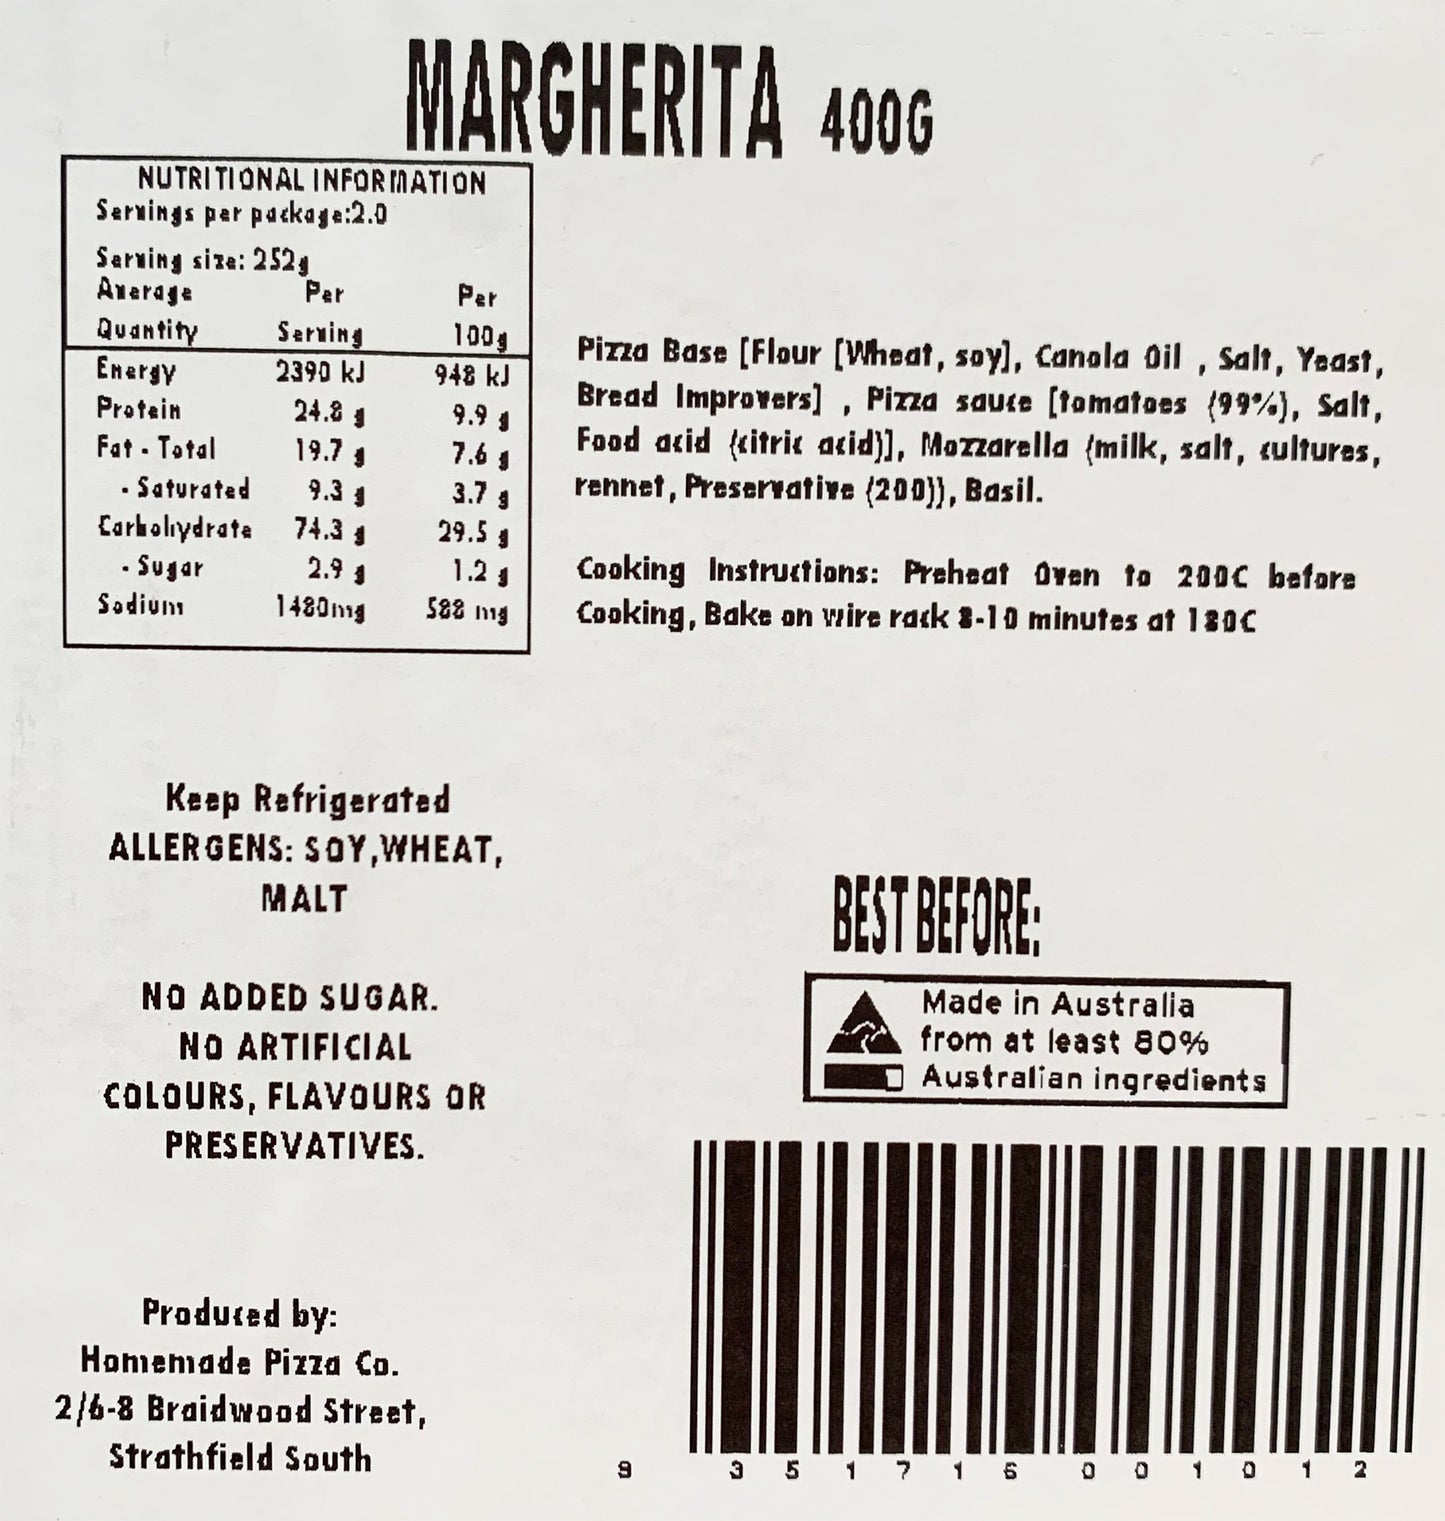 MARGHERITA 400G
NUTRITIONAL INFORMATION
Servings per package:2.0
Serving size: 252g
Average Per Per
Quantity Serving 100g
Energy 2390 kJ 948 kJ
Protein 24.8 g 9.9 g
Fat - Total 19.7 g 7.6 g
- Saturated 9.3 g 3.7 g
Carbohydrate 74.3 g 29.5 g
- Sugar 2.9 g 1.2 g
Sodium 1480mg 588 mg
Pizza Base [Flour [Wheat, soy], Canola Oil , Salt, Yeast,
Bread Improvers] , Pizza sauce [tomatoes (99%), Salt,
Food acid (citric acid)], Mozzarella (milk, salt, cultures,
rennet, Preservative (200)), Basil.
Cooking Instructions: Preheat Oven to 200C before
Cooking, Bake on wire rack 8-10 minutes at 180C
Keep Refrigerated
ALLERGENS: SOY,WHEAT,
MALT
NO ADDED SUGAR.
NO ARTIFICIAL
COLOURS, FLAVOURS OR
PRESERVATIVES.
Produced by:
Homemade Pizza Co.
2/6-8 Braidwood Street,
Strathfield South
BEST BEFORE:
Made in Australia
from at least 80%
Australian ingredients
9 351716 001012